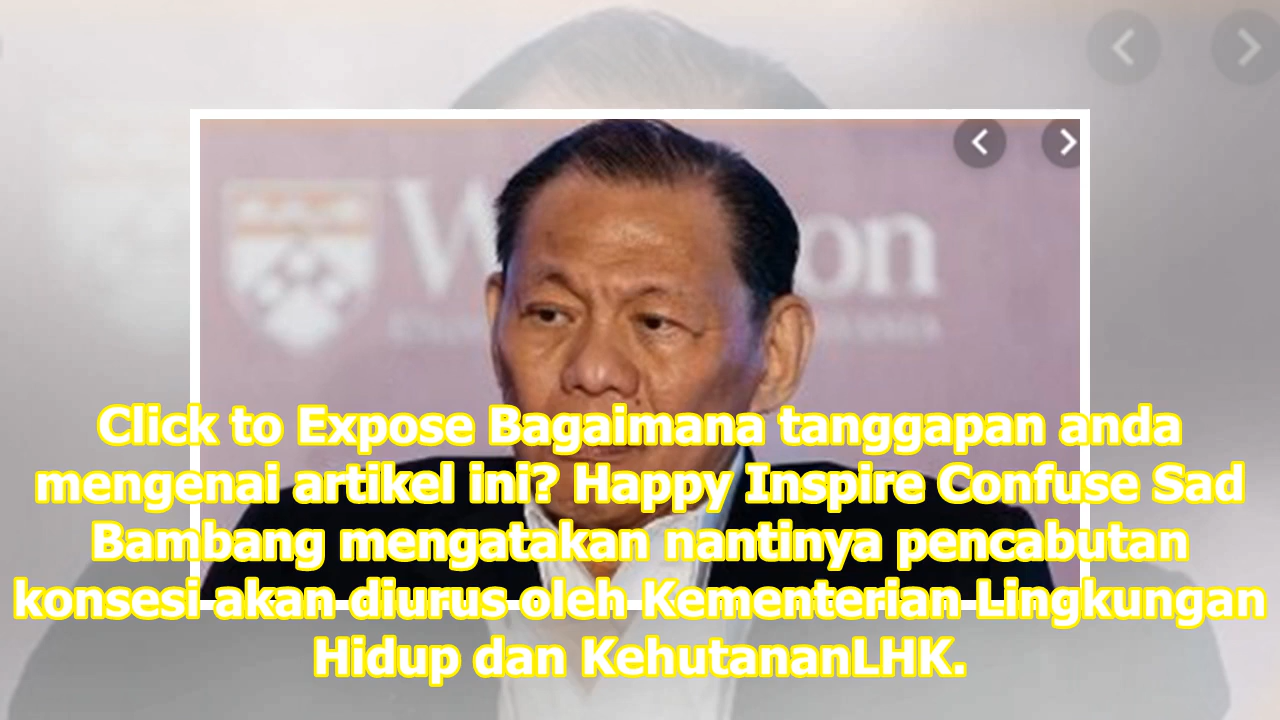 W on
Click to Expose Bagaimana tanggapan anda
mengenai artikel ini? Happy Inspire Confuse Sad
Bambang mengatakan nantinya pencabutan
konsesi akan diurus oleh Kementerian Lingkungan
Hidup dan KehutananLHK.